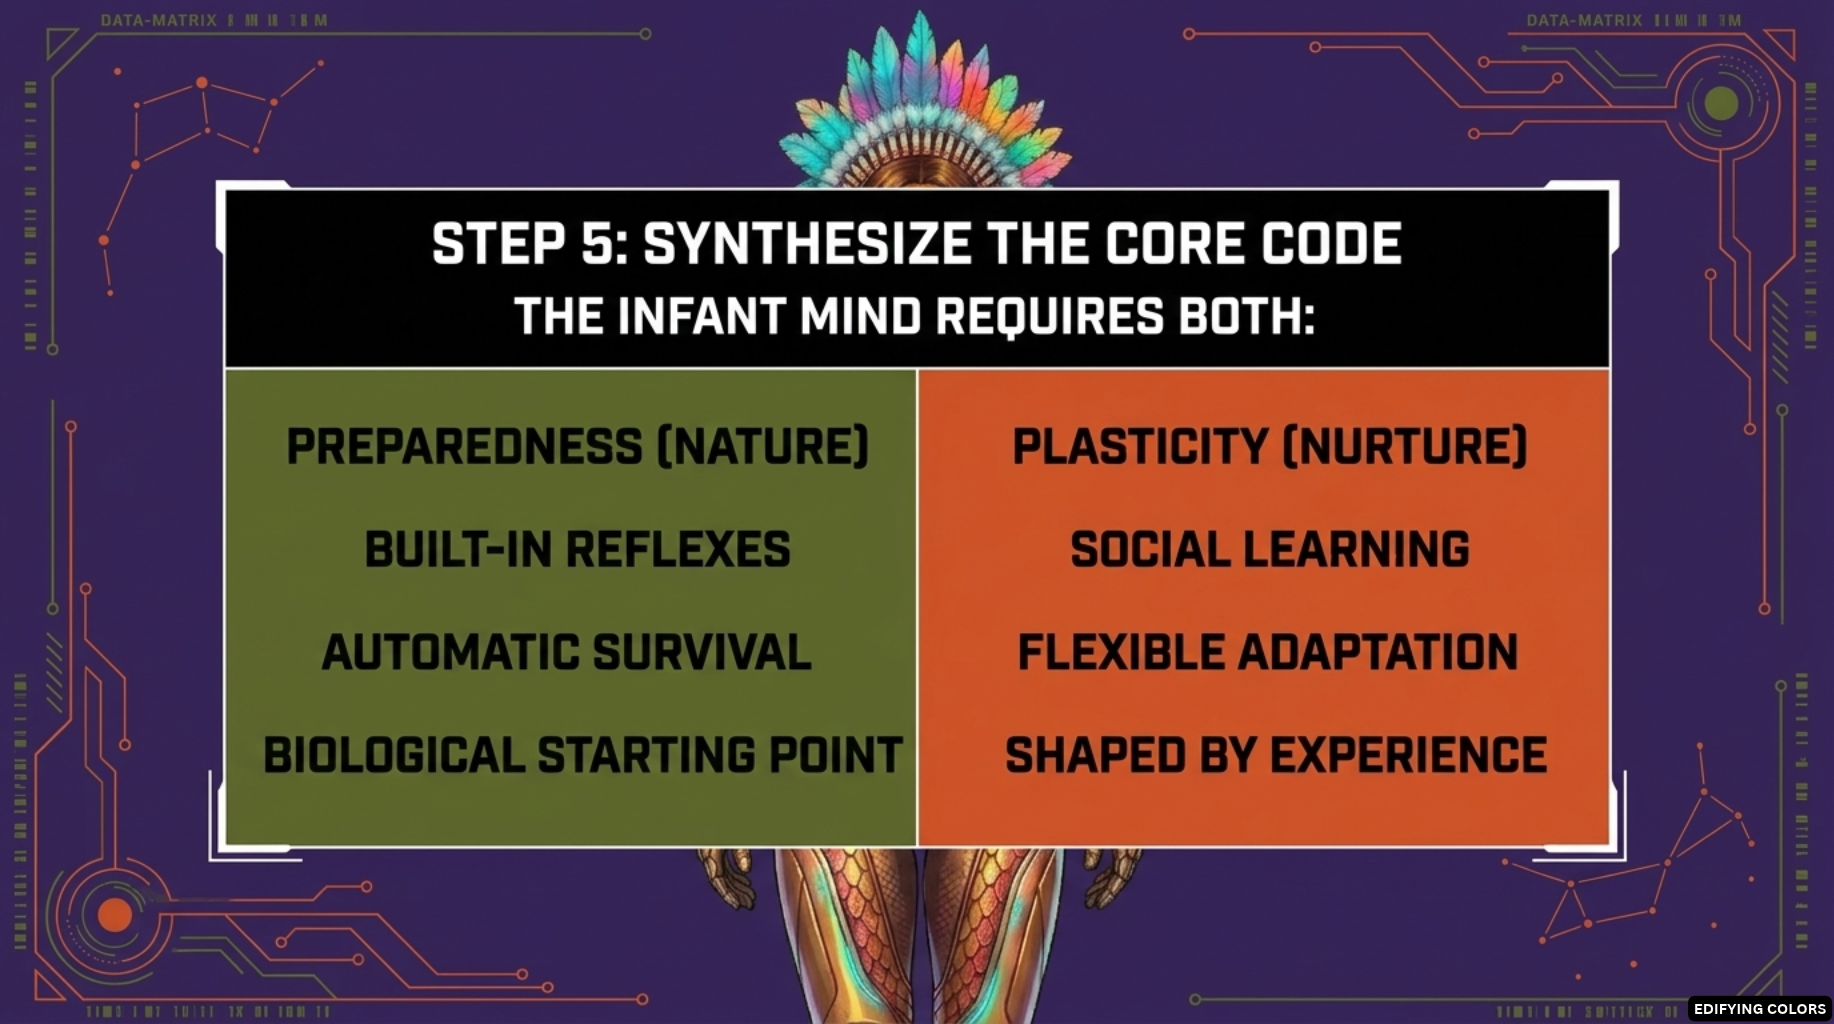 DATA-MATRIX
DATA-MATRIX
STEP 5: SYNTHESIZE THE CORE CODE
THE INFANT MIND REQUIRES BOTH:
PREPAREDNESS (NATURE)
BUILT-IN REFLEXES
AUTOMATIC SURVIVAL
BIOLOGICAL STARTING POINT
PLASTICITY (NURTURE)
SOCIAL LEARNING
FLEXIBLE ADAPTATION
SHAPED BY EXPERIENCE
EDIFYING COLORS